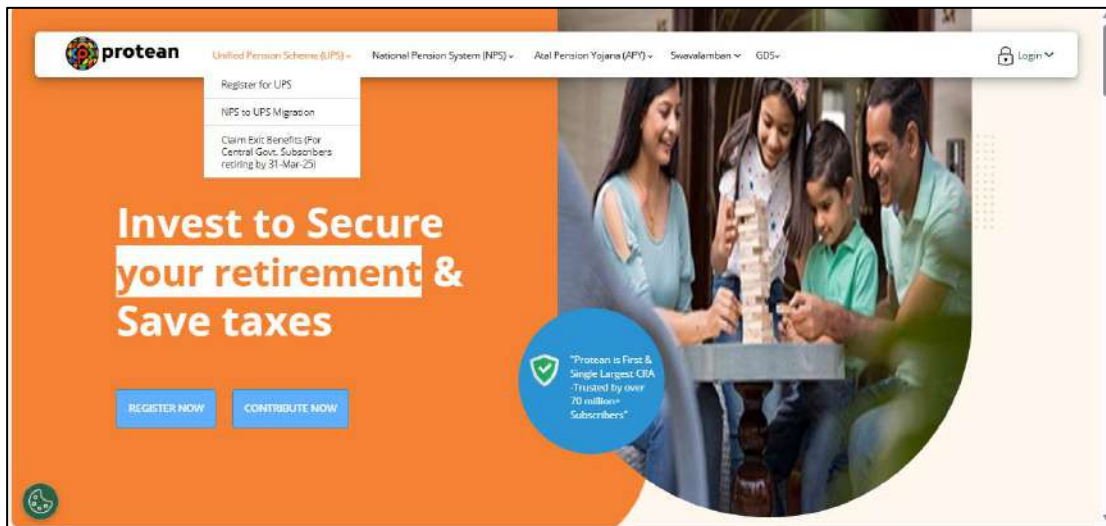 protean
Unified Pension Scheme (UPS)
National Pension System (NPS)
Atal Pension Yojana (APY)
Swavalamban
GDS
Login
Register for UPS
NPS to UPS Migration
Claim Exit Benefits (For
Central Govt. Subscribers
retiring by 31-Mar-25)
Invest to Secure
your retirement &
Save taxes
REGISTER NOW
CONTRIBUTE NOW
"Protean is First &
Single Largest CRA
-Trusted by over
70 million+
Subscribers"